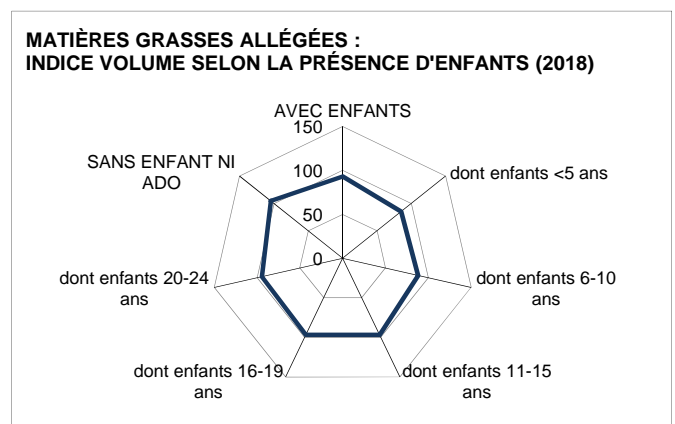 MATIÈRES GRASSES ALLÉGÉES :
INDICE VOLUME SELON LA PRÉSENCE D'ENFANTS (2018)
AVEC ENFANTS
150
100
50
0
dont enfants <5 ans
dont enfants 6-10
ans
dont enfants 11-15
ans
dont enfants 16-19
ans
dont enfants 20-24
ans
SANS ENFANT NI
ADO